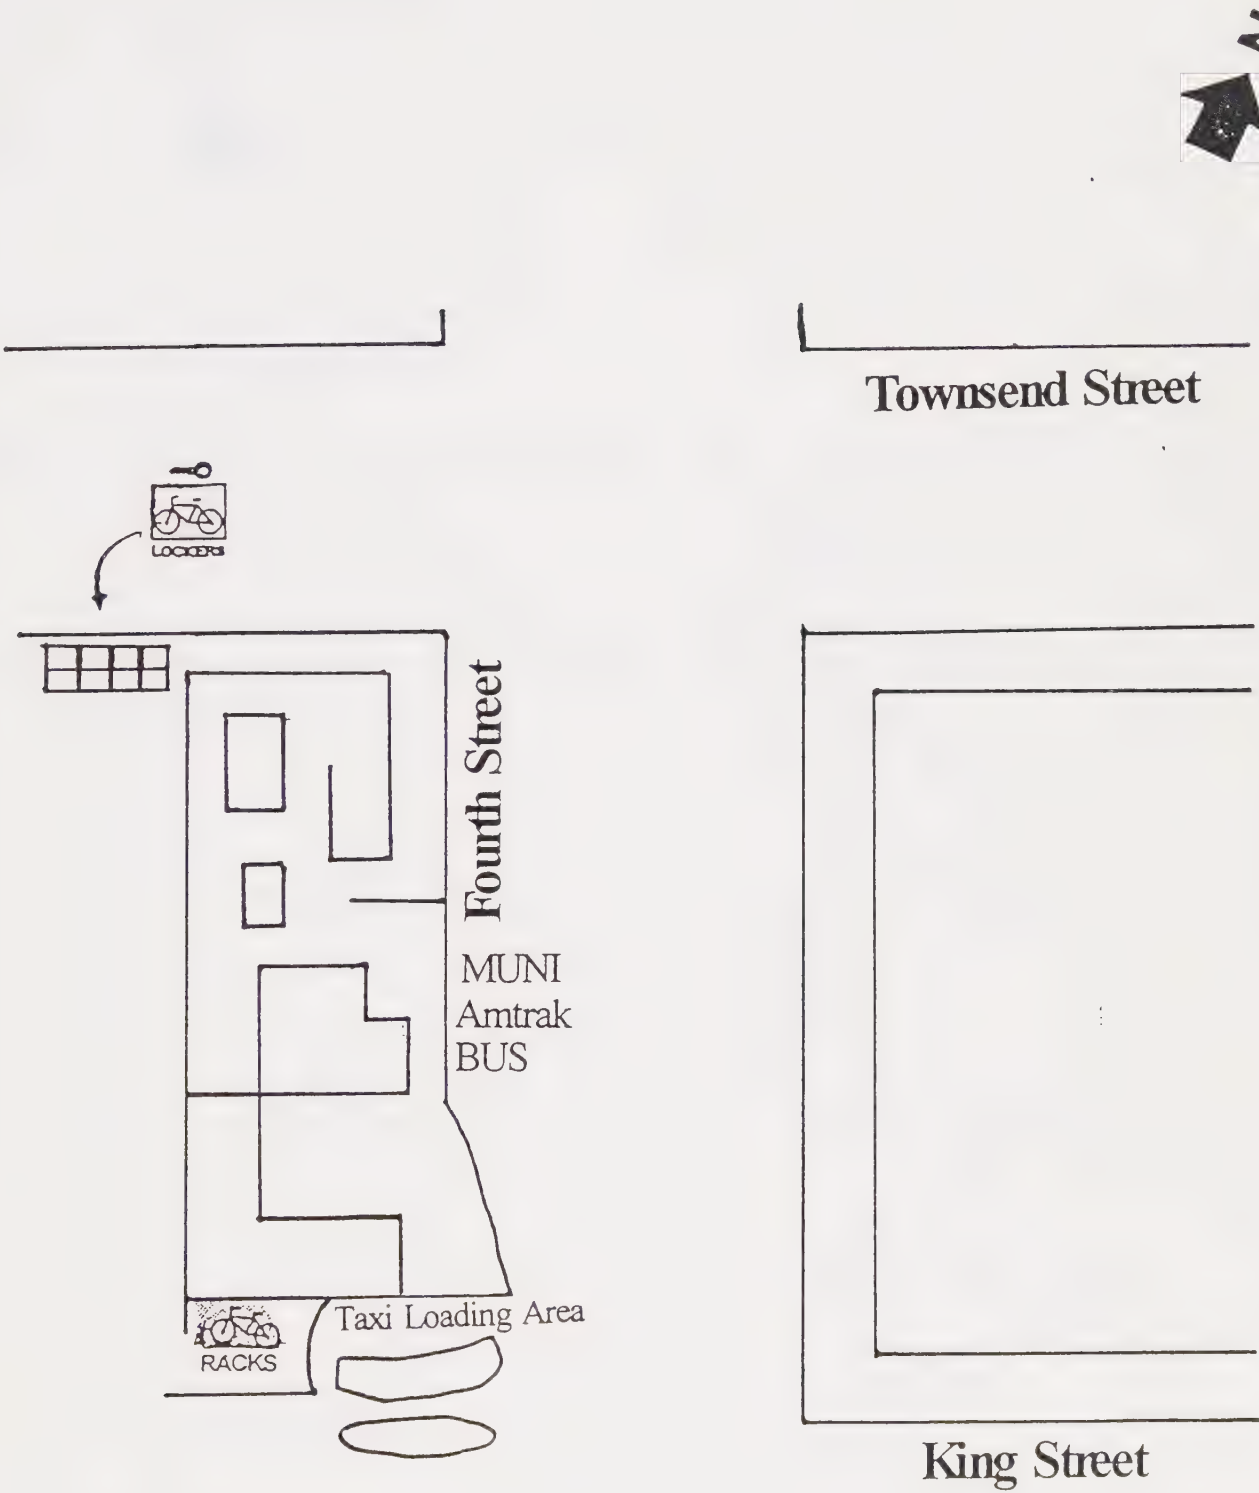 Townsend Street
LOCKERS
Fourth Street
MUNI
Amtrak
BUS
Taxi Loading Area
RACKS
King Street